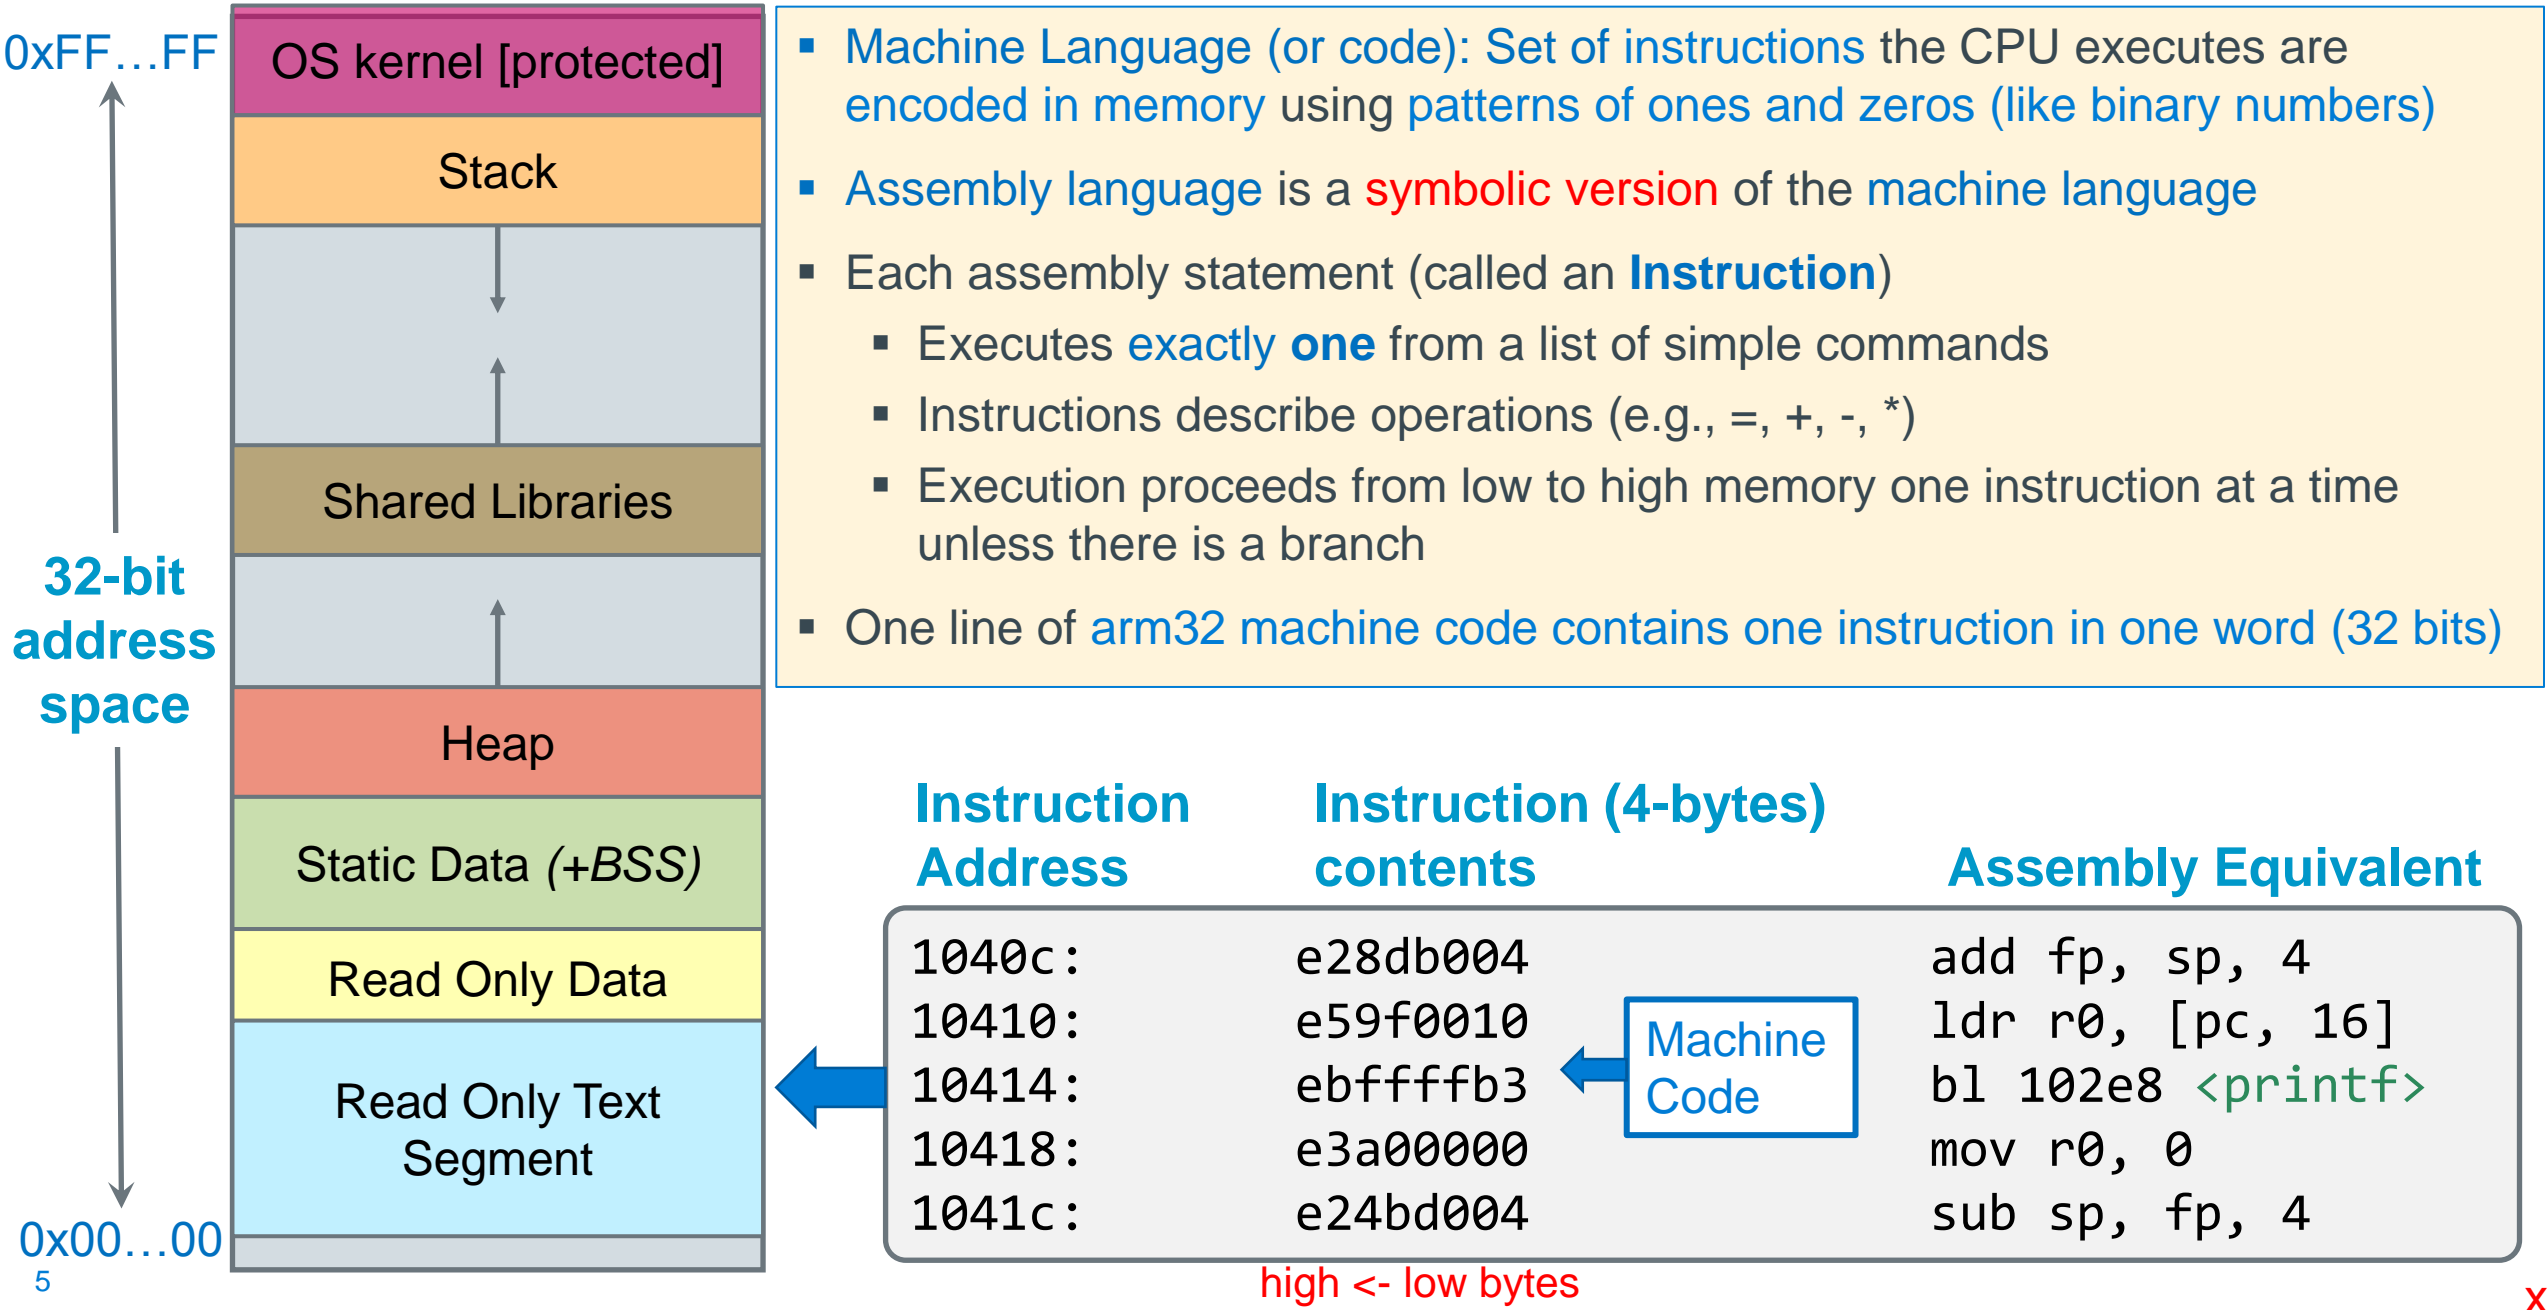 0xFF…FF
32-bit
address
space
0x00…00
5
OS kernel [protected]
Stack
Shared Libraries
Heap
Static Data (+BSS)
Read Only Data
Read Only Text
Segment
▪ Machine Language (or code): Set of instructions the CPU executes are
encoded in memory using patterns of ones and zeros (like binary numbers)
▪ Assembly language is a symbolic version of the machine language
▪ Each assembly statement (called an Instruction)
▪ Executes exactly one from a list of simple commands
▪ Instructions describe operations (e.g., =, +, -, *)
▪ Execution proceeds from low to high memory one instruction at a time
unless there is a branch
▪ One line of arm32 machine code contains one instruction in one word (32 bits)
Instruction
Address
Instruction (4-bytes)
contents
Assembly Equivalent
1040c: e28db004 add fp, sp, 4
10410: e59f0010 ldr r0, [pc, 16]
10414: ebffffb3 bl 102e8 <printf>
10418: e3a00000 mov r0, 0
1041c: e24bd004 sub sp, fp, 4
Machine
Code
high <- low bytes
x